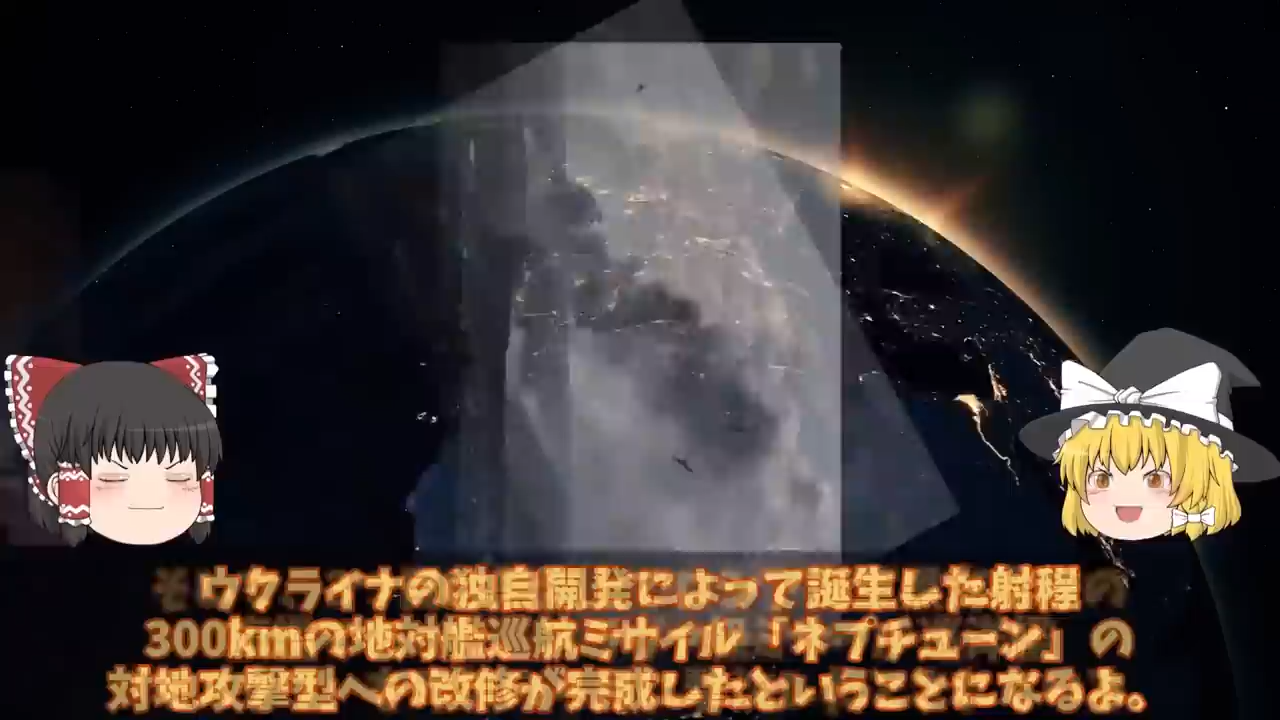 ウクライナの独自開発によって誕生した射程
300kmの地対艦巡航ミサイル「ネプチューン」の
対地攻撃型への改修が完成したということになるよ。